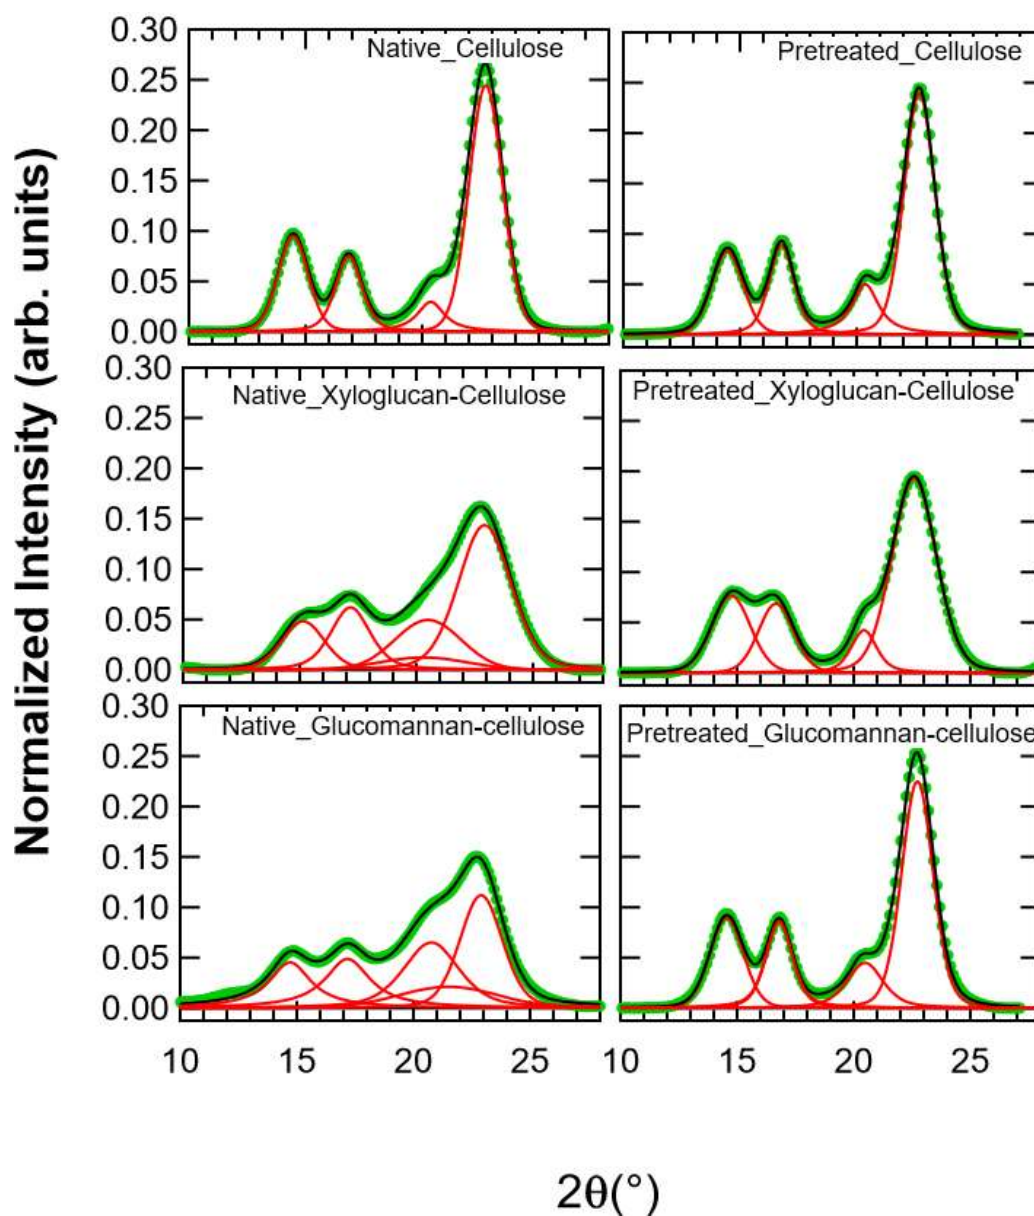 Normalized Intensity (arb. units)
0.30
0.25
0.20
0.15
0.10
0.05
0.00
Native_Cellulose
Pretreated_Cellulose
0.30
0.25
0.20
0.15
0.10
0.05
0.00
Native_Xyloglucan-Cellulose
Pretreated_Xyloglucan-Cellulose
0.30
0.25
0.20
0.15
0.10
0.05
0.00
Native_Glucomannan-cellulose
Pretreated_Glucomannan-cellulose
10 15 20 25 10 15 20 25
2θ(°)